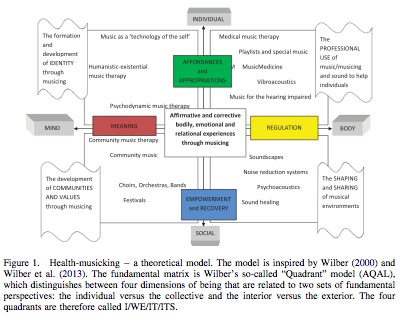 INDIVIDUAL
The formation
and
development
of IDENTITY
through
musicing
Music as a 'technology of the self'
Humanistic-existential
music therapy
Psychodynamic music therapy
AFFORDANCES
and
APPROPRIATIONS
Medical music therapy
Playlists and special music
MusicMedicine
Vibroacoustics
Music for the hearing impaired
The
PROFESSIONAL
USE of
music/musicing
and sound to help
individuals
MIND
MEANING
Affirmative and corrective
bodily, emotional and
relational experiences
through musicing
REGULATION
BODY
Community music therapy
Community music
Choirs, Orchestras, Bands
Festivals
The development
of COMMUNITIES
AND VALUES
through musicing
EMPOWERMENT
and RECOVERY
Soundscapes
Noise reduction systems
Psychoacoustics
Sound healing
The SHAPING
and SHARING
of musical
environments
SOCIAL
Figure 1. Health-musicking – a theoretical model. The model is inspired by Wilber (2000) and
Wilber et al. (2013). The fundamental matrix is Wilber's so-called "Quadrant" model (AQAL),
which distinguishes between four dimensions of being that are related to two sets of fundamental
perspectives: the individual versus the collective and the interior versus the exterior. The four
quadrants are therefore called I/WE/IT/ITS.